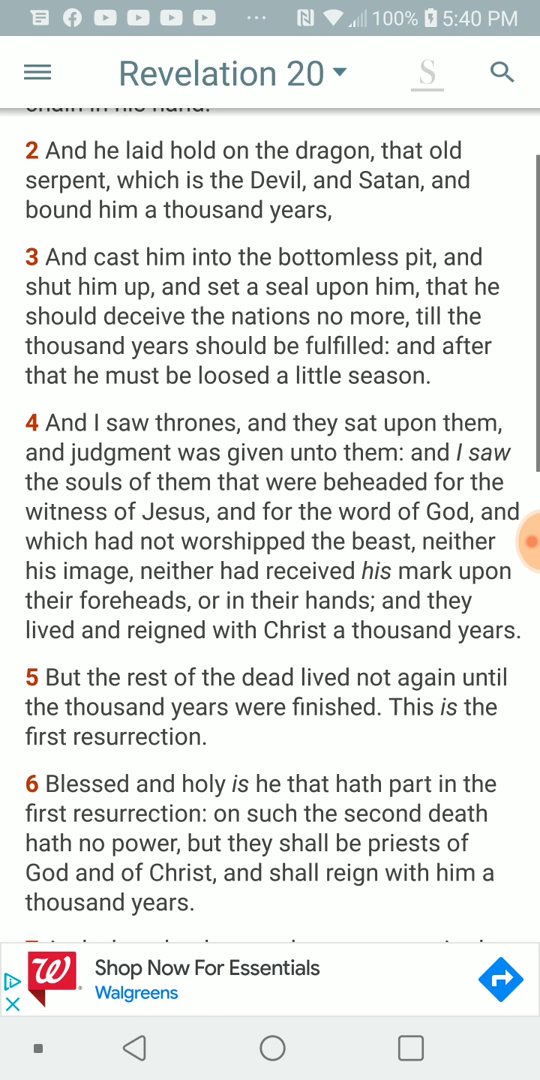 100% 5:40 PM
Revelation 20
S
chain in his hand.
2 And he laid hold on the dragon, that old
serpent, which is the Devil, and Satan, and
bound him a thousand years,
3 And cast him into the bottomless pit, and
shut him up, and set a seal upon him, that he
should deceive the nations no more, till the
thousand years should be fulfilled: and after
that he must be loosed a little season.
4 And I saw thrones, and they sat upon them,
and judgment was given unto them: and I saw
the souls of them that were beheaded for the
witness of Jesus, and for the word of God, and
which had not worshipped the beast, neither
his image, neither had received his mark upon
their foreheads, or in their hands; and they
lived and reigned with Christ a thousand years.
5 But the rest of the dead lived not again until
the thousand years were finished. This is the
first resurrection.
6 Blessed and holy is he that hath part in the
first resurrection: on such the second death
hath no power, but they shall be priests of
God and of Christ, and shall reign with him a
thousand years.
W
Shop Now For Essentials
Walgreens